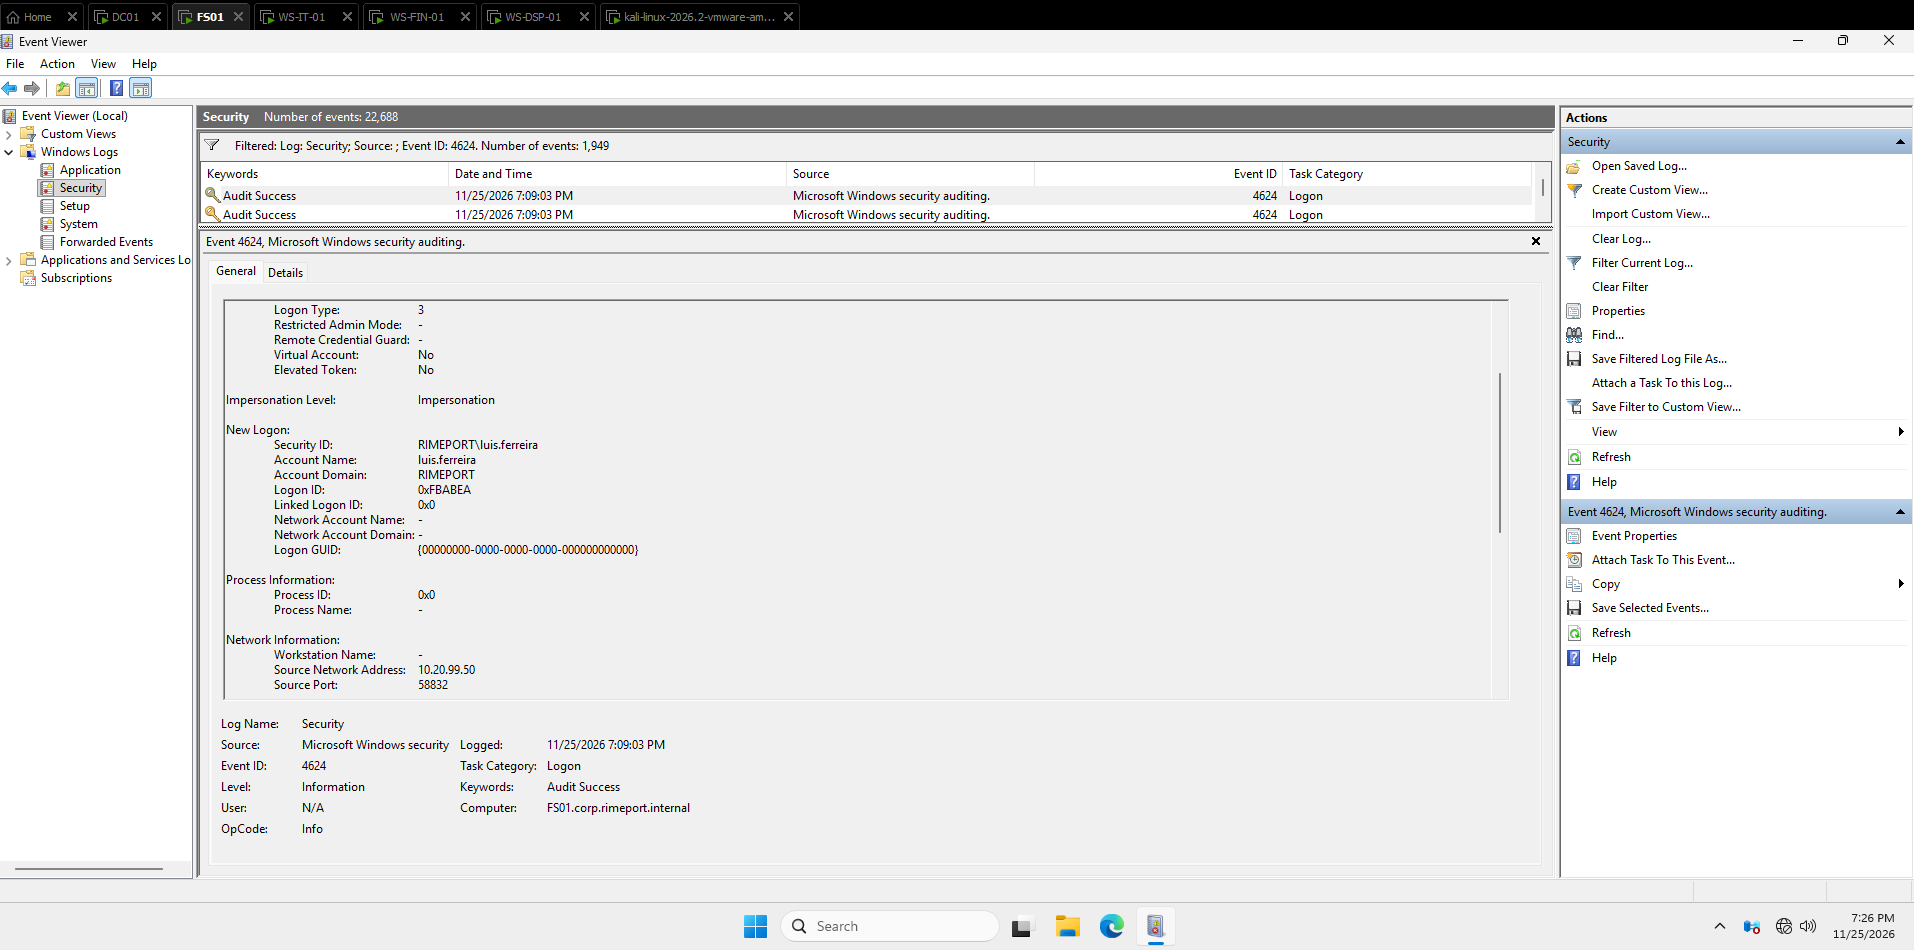 Home DC01 FS01 WS-IT-01 WS-FIN-01 WS-DSP-01 kali-linux-2026.2-vmware-am...
Event Viewer
File Action View Help
Event Viewer (Local)
Custom Views
Windows Logs
Application
Security
Setup
System
Forwarded Events
Applications and Services Lo
Subscriptions
Security Number of events: 22,688
Filtered: Log: Security; Source: ; Event ID: 4624. Number of events: 1,949
Keywords Date and Time Source Event ID Task Category
Audit Success 11/25/2026 7:09:03 PM Microsoft Windows security auditing. 4624 Logon
Audit Success 11/25/2026 7:09:03 PM Microsoft Windows security auditing. 4624 Logon
Event 4624, Microsoft Windows security auditing.
General Details
Logon Type: 3
Restricted Admin Mode: -
Remote Credential Guard: -
Virtual Account: No
Elevated Token: No
Impersonation Level: Impersonation
New Logon:
Security ID: RIMEPORT\luis.ferreira
Account Name: luis.ferreira
Account Domain: RIMEPORT
Logon ID: 0xFBABEA
Linked Logon ID: 0x0
Network Account Name: -
Network Account Domain: -
Logon GUID: {00000000-0000-0000-0000-000000000000}
Process Information:
Process ID: 0x0
Process Name: -
Network Information:
Workstation Name: -
Source Network Address: 10.20.99.50
Source Port: 58832
Log Name: Security
Source: Microsoft Windows security Logged: 11/25/2026 7:09:03 PM
Event ID: 4624 Task Category: Logon
Level: Information Keywords: Audit Success
User: N/A Computer: FS01.corp.rimeport.internal
OpCode: Info
Actions
Security
Open Saved Log...
Create Custom View...
Import Custom View...
Clear Log...
Filter Current Log...
Clear Filter
Properties
Find...
Save Filtered Log File As...
Attach a Task To this Log...
Save Filter to Custom View...
View
Refresh
Help
Event 4624, Microsoft Windows security auditing.
Event Properties
Attach Task To This Event...
Copy
Save Selected Events...
Refresh
Help
Search
7:26 PM
11/25/2026